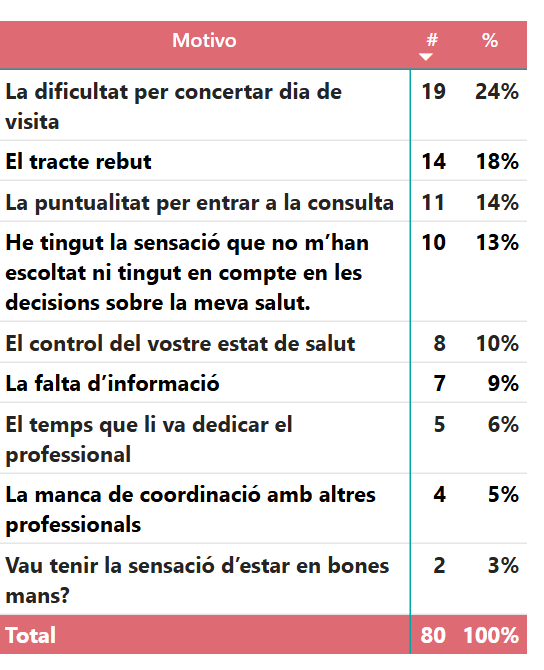 Motivo # %
La dificultat per concertar dia de 19 24%
visita
El tracte rebut 14 18%
La puntualitat per entrar a la consulta 11 14%
He tingut la sensació que no m’han 10 13%
escoltat ni tingut en compte en les
decisions sobre la meva salut.
El control del vostre estat de salut 8 10%
La falta d’informació 7 9%
El temps que li va dedicar el 5 6%
professional
La manca de coordinació amb altres 4 5%
professionals
Vau tenir la sensació d’estar en bones 2 3%
mans?
Total 80 100%